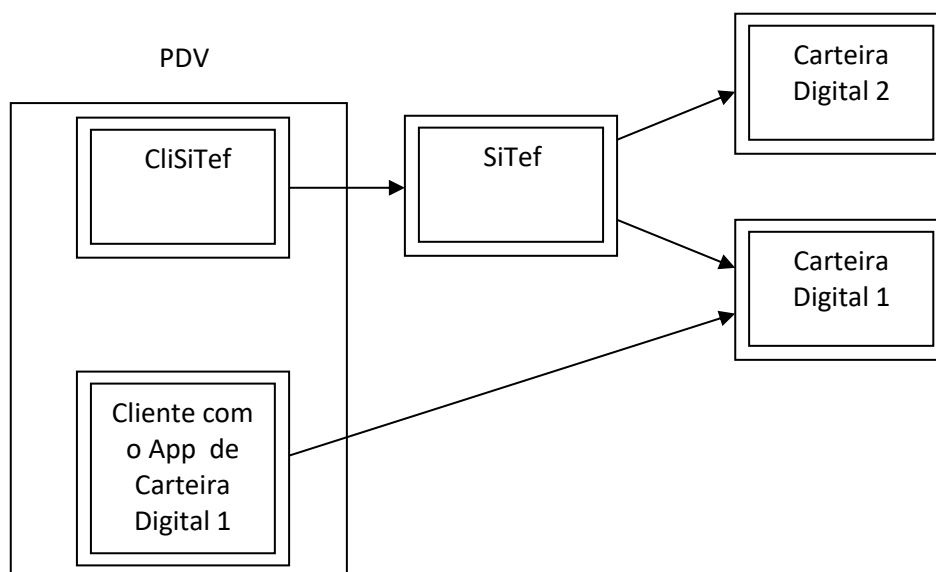 PDV
CliSiTef
SiTef
Carteira
Digital 2
Carteira
Digital 1
Cliente com
o App  de
Carteira
Digital 1